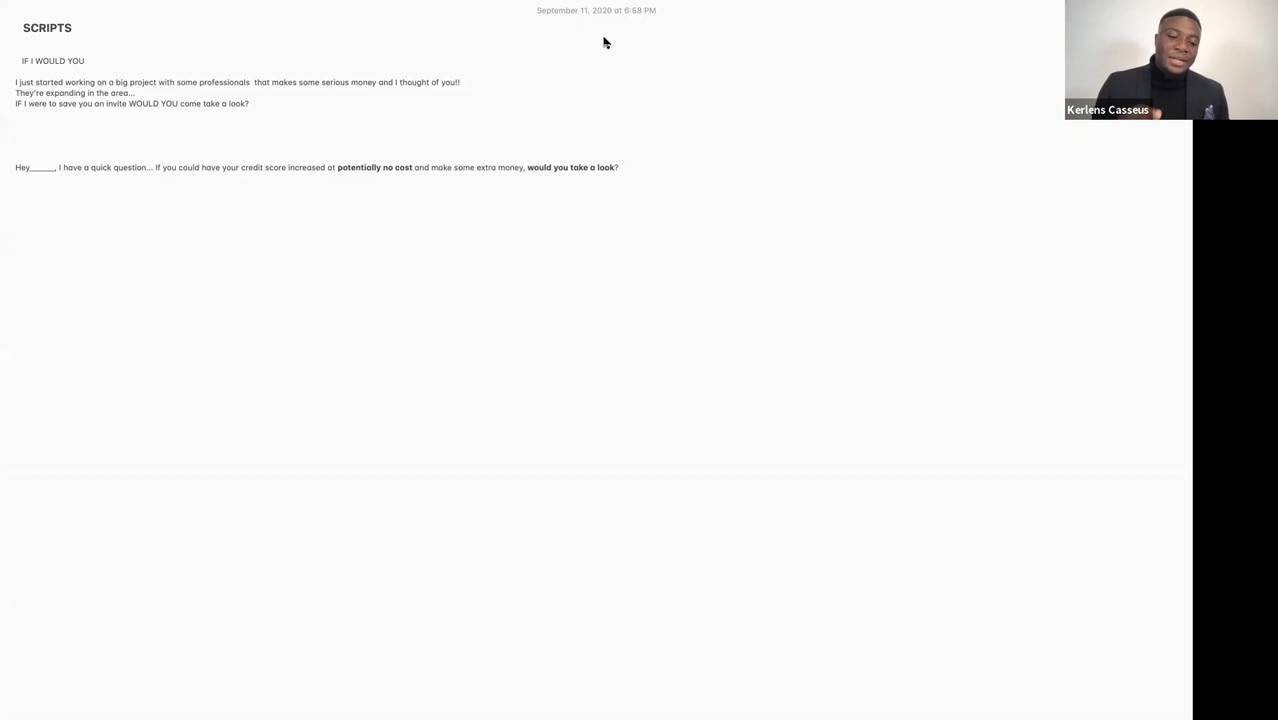 September 11, 2020 at 6:58 PM
SCRIPTS
IF I WOULD YOU
I just started working on a big project with some professionals  that makes some serious money and I thought of you!!
They're expanding in the area...
IF I were to save you an invite WOULD YOU come take a look?
Hey______, I have a quick question... If you could have your credit score increased at potentially no cost and make some extra money, would you take a look?
Kerlens Casseus